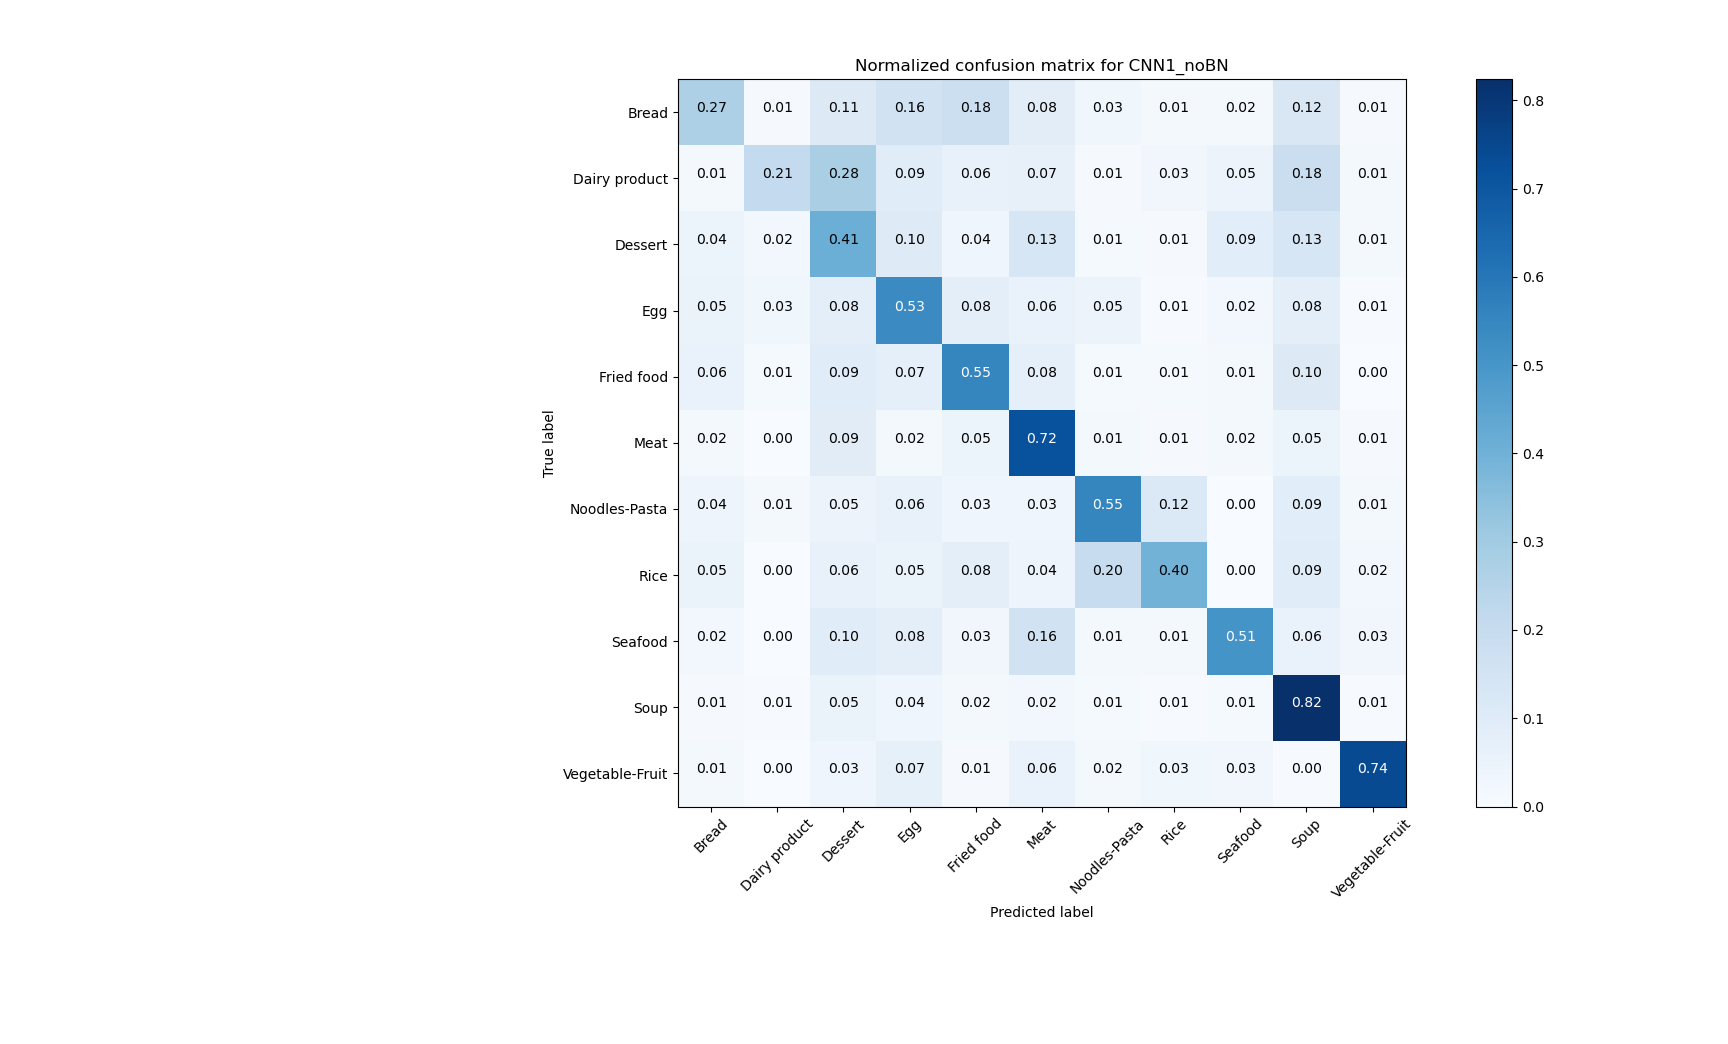 Normalized confusion matrix for CNN1_noBN
Bread 0.27 0.01 0.11 0.16 0.18 0.08 0.03 0.01 0.02 0.12 0.01
Dairy product 0.01 0.21 0.28 0.09 0.06 0.07 0.01 0.03 0.05 0.18 0.01
Dessert 0.04 0.02 0.41 0.10 0.04 0.13 0.01 0.01 0.09 0.13 0.01
Egg 0.05 0.03 0.08 0.53 0.08 0.06 0.05 0.01 0.02 0.08 0.01
Fried food 0.06 0.01 0.09 0.07 0.55 0.08 0.01 0.01 0.01 0.10 0.00
Meat 0.02 0.00 0.09 0.02 0.05 0.72 0.01 0.01 0.02 0.05 0.01
Noodles-Pasta 0.04 0.01 0.05 0.06 0.03 0.03 0.55 0.12 0.00 0.09 0.01
Rice 0.05 0.00 0.06 0.05 0.08 0.04 0.20 0.40 0.00 0.09 0.02
Seafood 0.02 0.00 0.10 0.08 0.03 0.16 0.01 0.01 0.51 0.06 0.03
Soup 0.01 0.01 0.05 0.04 0.02 0.02 0.01 0.01 0.01 0.82 0.01
Vegetable-Fruit 0.01 0.00 0.03 0.07 0.01 0.06 0.02 0.03 0.03 0.00 0.74
True label
Bread Dairy product Dessert Egg Fried food Meat Noodles-Pasta Rice Seafood Soup Vegetable-Fruit
Predicted label
0.8
0.7
0.6
0.5
0.4
0.3
0.2
0.1
0.0